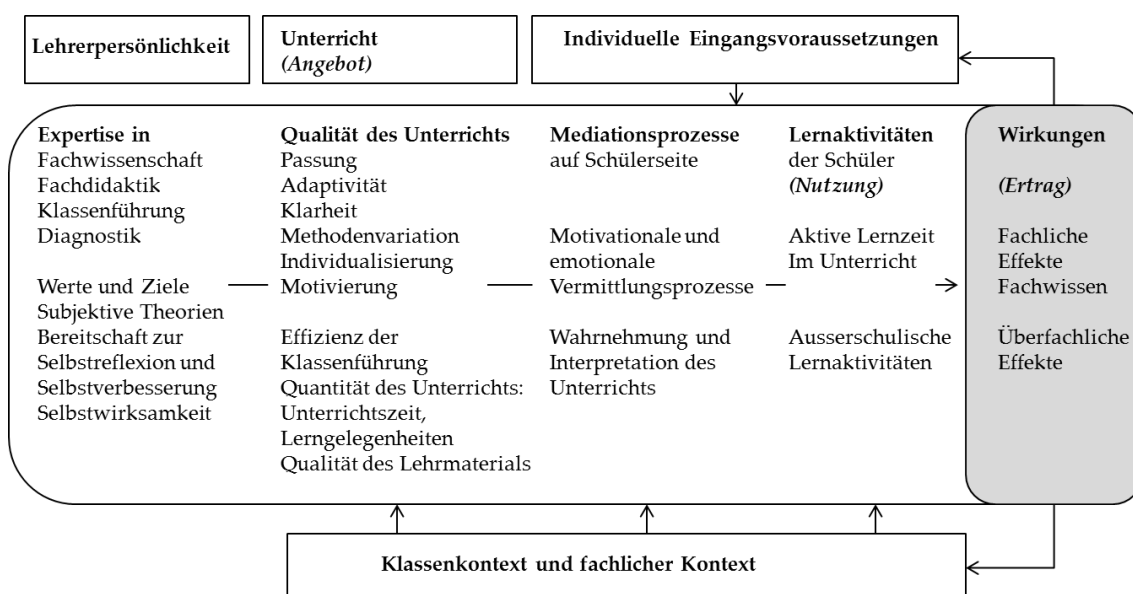 Lehrerpersönlichkeit
Unterricht
(Angebot)
Individuelle Eingangsvoraussetzungen
Expertise in
Fachwissenschaft
Fachdidaktik
Klassenführung
Diagnostik
Werte und Ziele
Subjektive Theorien
Bereitschaft zur
Selbstreflexion und
Selbstverbesserung
Selbstwirksamkeit
Qualität des Unterrichts
Passung
Adaptivität
Klarheit
Methodenvariation
Individualisierung
Motivierung
Effizienz der
Klassenführung
Quantität des Unterrichts:
Unterrichtszeit,
Lerngelegenheiten
Qualität des Lehrmaterials
Mediationsprozesse
auf Schülerseite
Motivationale und
emotionale
Vermittlungsprozesse
Wahrnehmung und
Interpretation des
Unterrichts
Lernaktivitäten
der Schüler
(Nutzung)
Aktive Lernzeit
Im Unterricht
Ausserschulische
Lernaktivitäten
Wirkungen
(Ertrag)
Fachliche
Effekte
Fachwissen
Überfachliche
Effekte
Klassenkontext und fachlicher Kontext